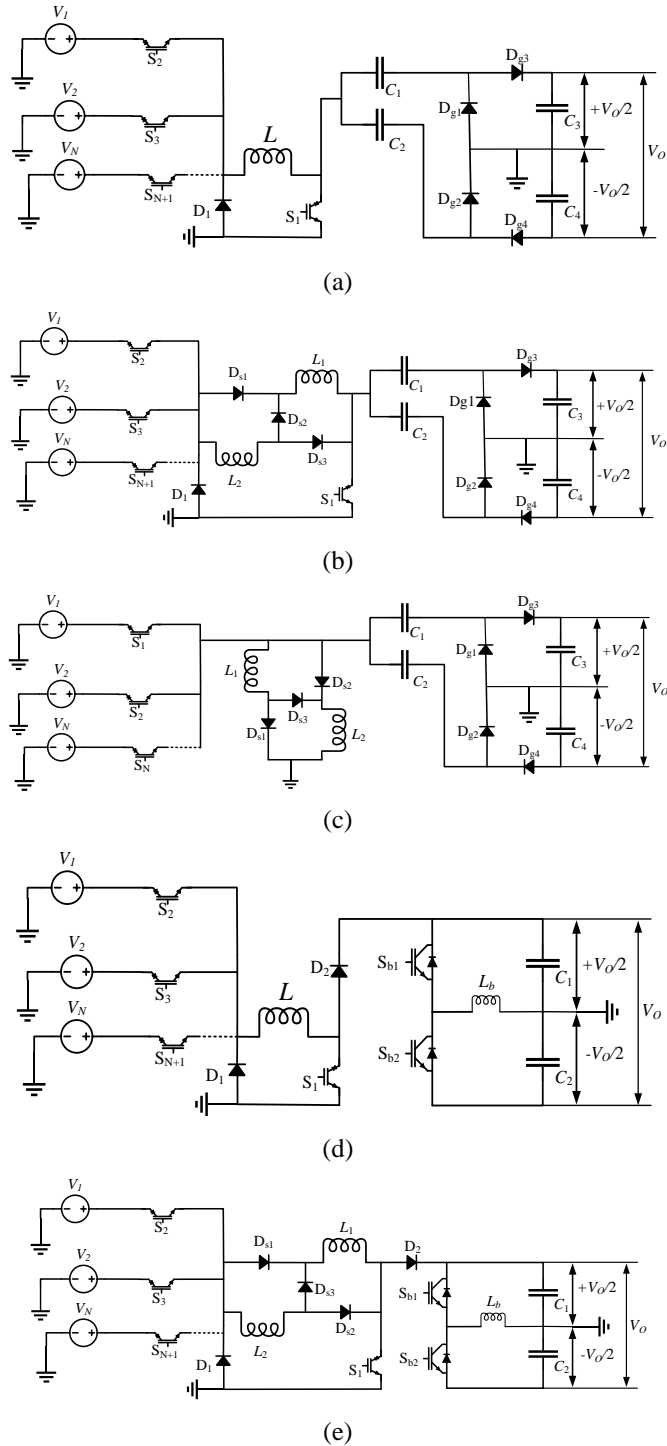 V1
S2
V2
S3
VN
SN+1
D1
L
S1
C1
C2
Dg1
Dg2
Dg3
Dg4
C3
C4
+VO/2
-VO/2
VO
(a)
V1
S2
V2
S3
VN
SN+1
D1
Ds1
L1
Ds2
L2
Ds3
S1
C1
C2
Dg1
Dg2
Dg3
Dg4
C3
C4
+VO/2
-VO/2
VO
(b)
V1
S1
V2
S2
VN
SN
L1
Ds2
Ds3
Ds1
L2
C1
C2
Dg1
Dg2
Dg3
Dg4
C3
C4
+VO/2
-VO/2
VO
(c)
V1
S2
V2
S3
VN
SN+1
D1
L
D2
S1
Sb1
Sb2
Lb
C1
C2
+VO/2
-VO/2
VO
(d)
V1
S2
V2
S3
VN
SN+1
D1
Ds1
L1
Ds3
L2
Ds2
D2
S1
Sb1
Sb2
Lb
C1
C2
+VO/2
-VO/2
VO
(e)